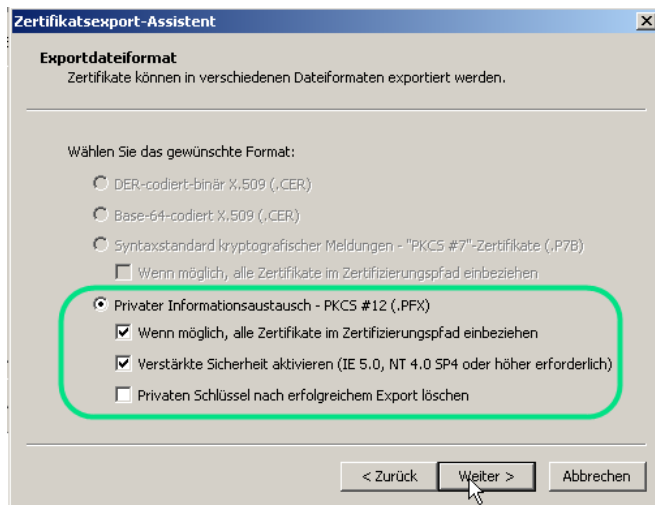 Zertifikatsexport-Assistent
Exportdateiformat
Zertifikate können in verschiedenen Dateiformaten exportiert werden.
Wählen Sie das gewünschte Format:
DER-codiert-binär X.509 (.CER)
Base-64-codiert X.509 (.CER)
Syntaxstandard kryptografischer Meldungen - "PKCS #7"-Zertifikate (.P7B)
Wenn möglich, alle Zertifikate im Zertifizierungspfad einbeziehen
Privater Informationsaustausch - PKCS #12 (.PFX)
Wenn möglich, alle Zertifikate im Zertifizierungspfad einbeziehen
Verstärkte Sicherheit aktivieren (IE 5.0, NT 4.0 SP4 oder höher erforderlich)
Privaten Schlüssel nach erfolgreichem Export löschen
< Zurück Weiter > Abbrechen